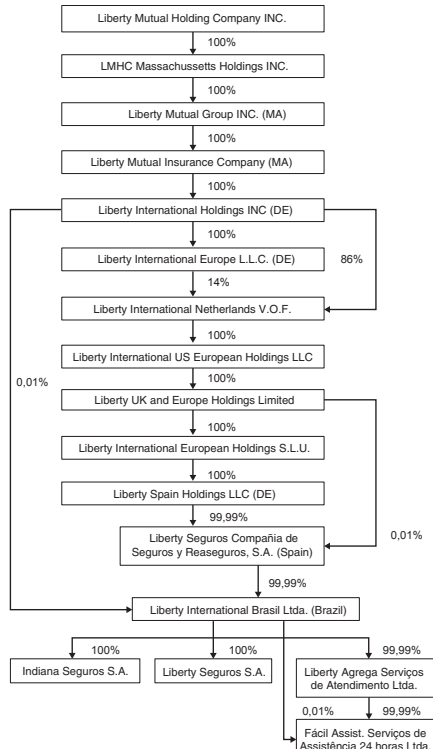 Liberty Mutual Holding Company INC.
100%
LMHC Massachussetts Holdings INC.
100%
Liberty Mutual Group INC. (MA)
100%
Liberty Mutual Insurance Company (MA)
100%
Liberty International Holdings INC (DE)
100%
Liberty International Europe L.L.C. (DE)
86%
14%
Liberty International Netherlands V.O.F.
100%
Liberty International US European Holdings LLC
0,01%
100%
Liberty UK and Europe Holdings Limited
100%
Liberty International European Holdings S.L.U.
100%
Liberty Spain Holdings LLC (DE)
99,99%
Liberty Seguros Compañia de
Seguros y Reaseguros, S.A. (Spain)
0,01%
99,99%
Liberty International Brasil Ltda. (Brazil)
100%
100%
99,99%
Indiana Seguros S.A.
Liberty Seguros S.A.
Liberty Agrega Serviços
de Atendimento Ltda.
0,01%
99,99%
Fácil Assist. Serviços de
Assistência 24 horas Ltda.